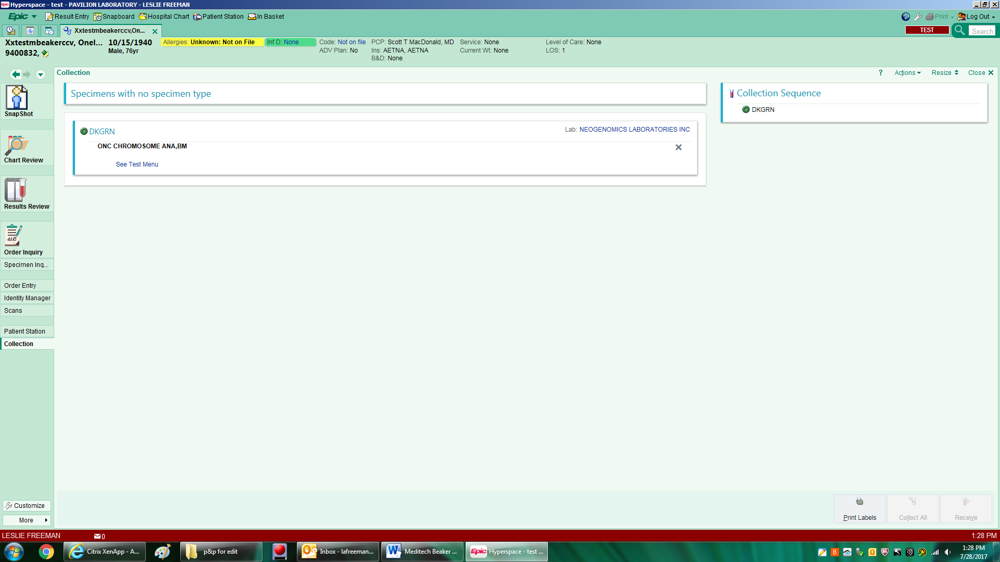 Epic Hyperspace - test - PAVILION LABORATORY - LESLIE FREEMAN
Epic Result Entry Snapboard Hospital Chart Patient Station In Basket Print Log Out
Xxtestmbeakerccv,On... TEST Search
Xxtestmbeakerccv, Onel... 10/15/1940 Allergies: Unknown: Not on File Inf D: None Code: Not on file PCP: Scott T MacDonald, MD Service: None Level of Care: None
9400832, Male, 76yr ADV Plan: No Ins: AETNA, AETNA Current Wt: None LOS: 1
B&D: None
Collection ? Actions Resize Close
Specimens with no specimen type
Collection Sequence
DKGRN
DKGRN Lab: NEOGENOMICS LABORATORIES INC
ONC CHROMOSOME ANA,BM
See Test Menu
SnapShot
Chart Review
Results Review
Order Inquiry
Specimen Inq...
Order Entry
Identity Manager
Scans
Patient Station
Collection
Customize
More
Print Labels Collect All Receive
LESLIE FREEMAN 0 1:28 PM
Citrix XenApp - A... p&p for edit Inbox - lafreeman... Meditech Beaker ... Epic Hyperspace - test ... 1:28 PM
7/28/2017